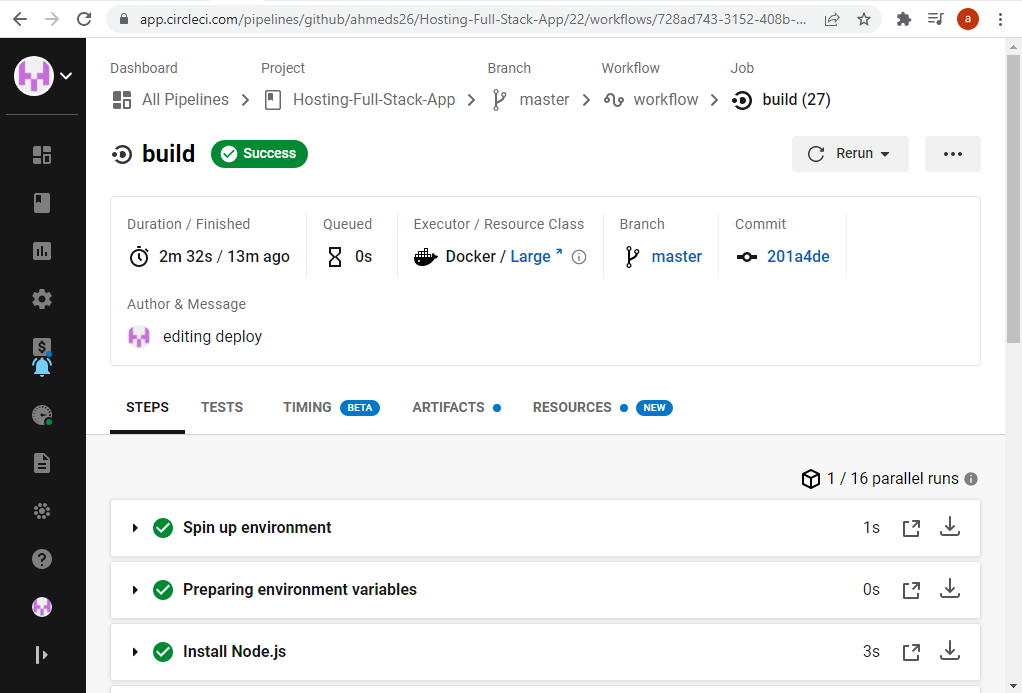 app.circleci.com/pipelines/github/ahmeds26/Hosting-Full-Stack-App/22/workflows/728ad743-3152-408b-...
a
Dashboard Project Branch Workflow Job
All Pipelines Hosting-Full-Stack-App master workflow build (27)
build Success Rerun ...
Duration / Finished Queued Executor / Resource Class Branch Commit
2m 32s / 13m ago 0s Docker / Large master 201a4de
Author & Message
editing deploy
STEPS TESTS TIMING BETA ARTIFACTS RESOURCES NEW
1 / 16 parallel runs
Spin up environment 1s
Preparing environment variables 0s
Install Node.js 3s